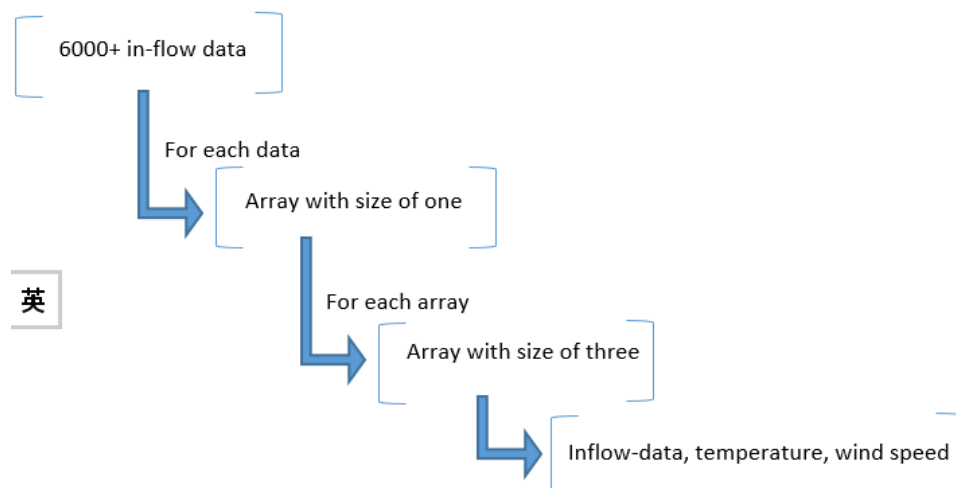 6000+ in-flow data
For each data
Array with size of one
英
For each array
Array with size of three
Inflow-data, temperature, wind speed